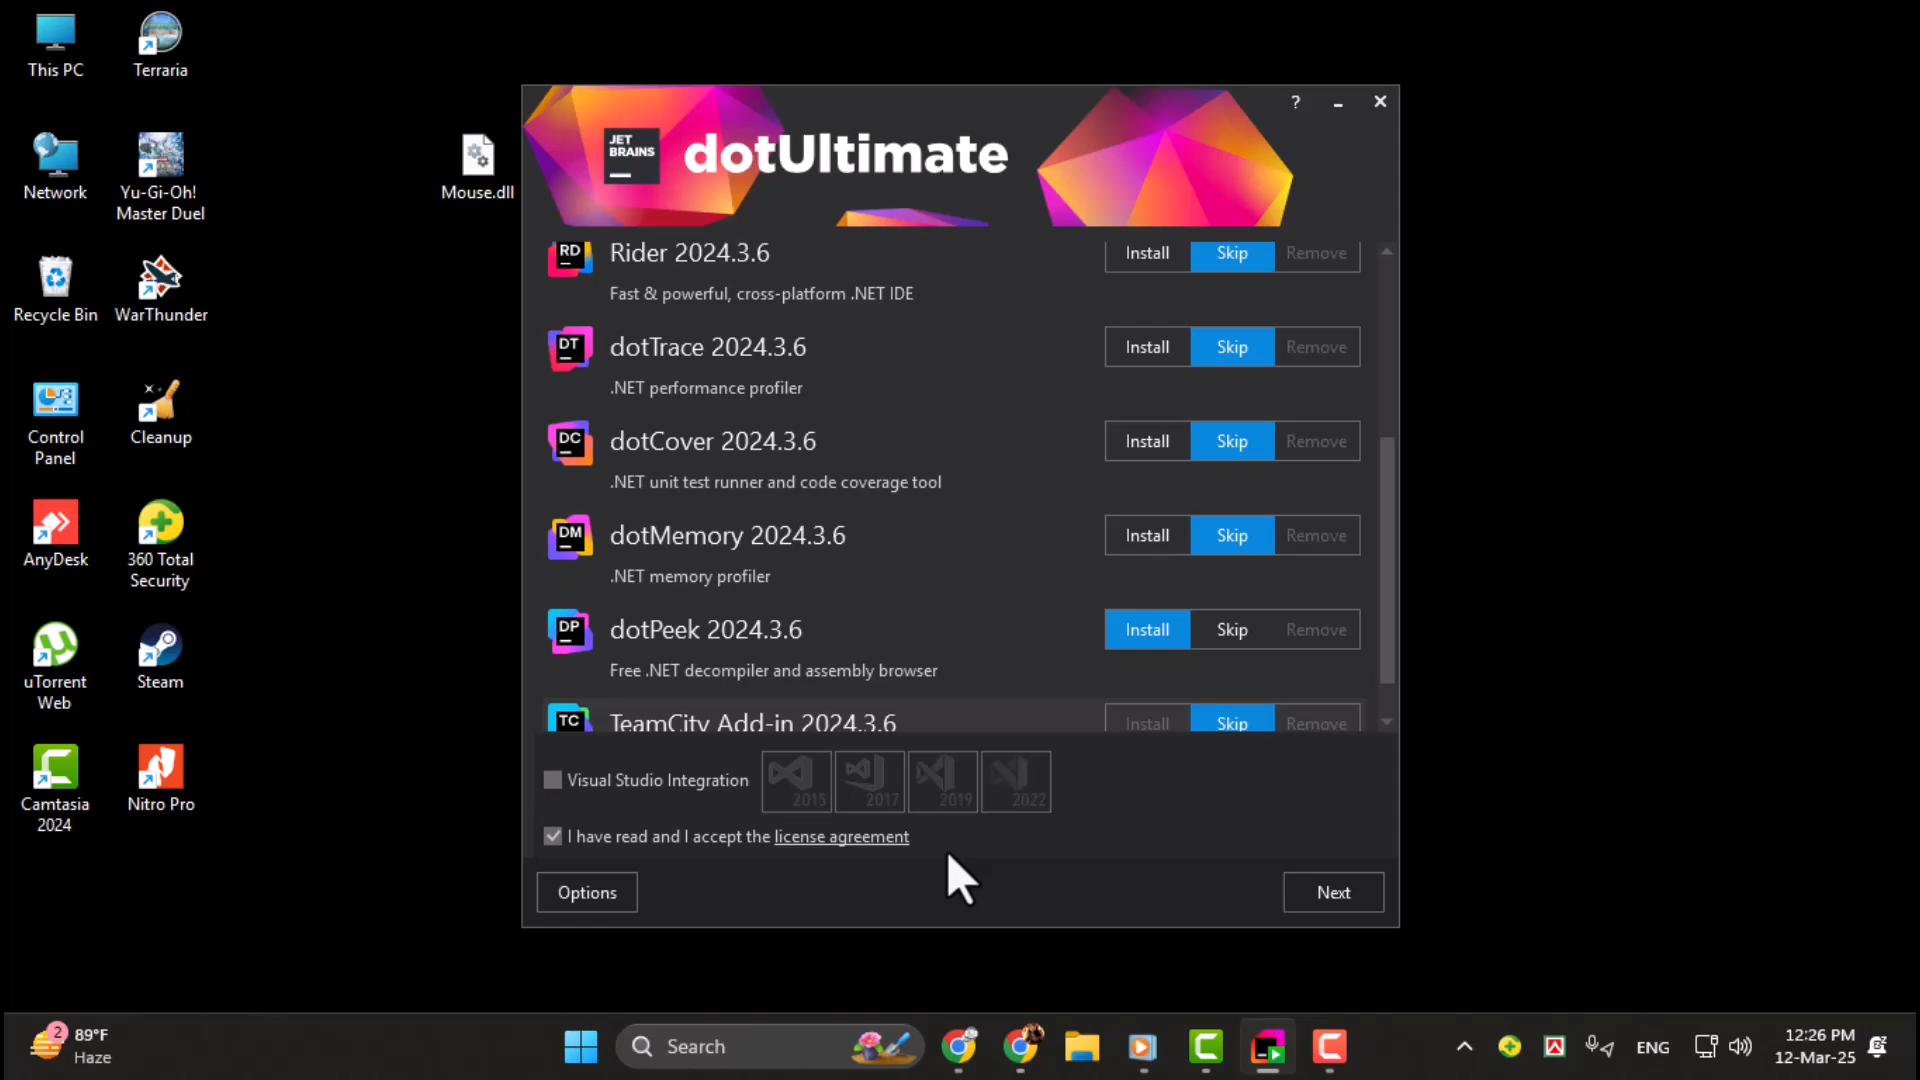 This PC
Terraria
Network
Yu-Gi-Oh!
Master Duel
Mouse.dll
Recycle Bin
WarThunder
Control
Panel
Cleanup
AnyDesk
360 Total
Security
uTorrent
Web
Steam
Camtasia
2024
Nitro Pro
?
JET
BRAINS
dotUltimate
RD
Rider 2024.3.6
Install
Skip
Remove
Fast & powerful, cross-platform .NET IDE
DT
dotTrace 2024.3.6
Install
Skip
Remove
.NET performance profiler
DC
dotCover 2024.3.6
Install
Skip
Remove
.NET unit test runner and code coverage tool
DM
dotMemory 2024.3.6
Install
Skip
Remove
.NET memory profiler
DP
dotPeek 2024.3.6
Install
Skip
Remove
Free .NET decompiler and assembly browser
TC
TeamCity Add-in 2024.3.6
Install
Skip
Remove
Visual Studio Integration
2015
2017
2019
2022
I have read and I accept the license agreement
Options
Next
2
89°F
Haze
Search
ENG
12:26 PM
12-Mar-25